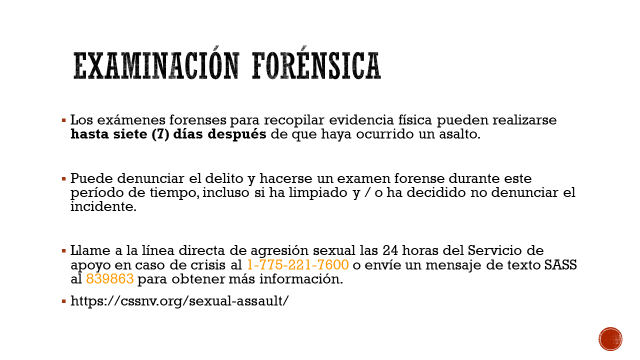 EXAMINACIÓN FORÉNSICA
Los exámenes forenses para recopilar evidencia física pueden realizarse
hasta siete (7) días después de que haya ocurrido un asalto.
Puede denunciar el delito y hacerse un examen forense durante este
período de tiempo, incluso si ha limpiado y / o ha decidido no denunciar el
incidente.
Llame a la línea directa de agresión sexual las 24 horas del Servicio de
apoyo en caso de crisis al 1-775-221-7600 o envíe un mensaje de texto SASS
al 839863 para obtener más información.
https://cssnv.org/sexual-assault/